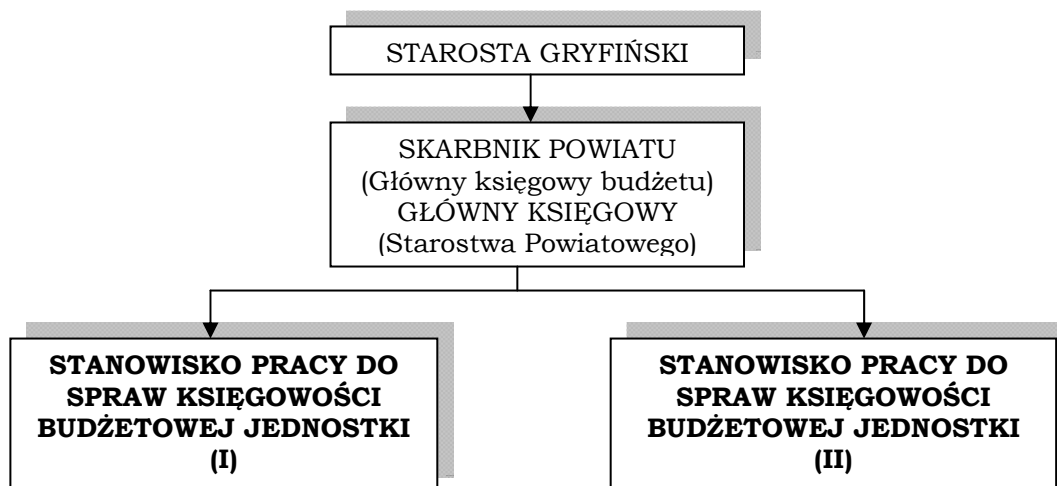 STAROSTA GRYFIŃSKI
SKARBNIK POWIATU
(Główny księgowy budżetu)
GŁÓWNY KSIĘGOWY
(Starostwa Powiatowego)
STANOWISKO PRACY DO
SPRAW KSIĘGOWOŚCI
BUDŻETOWEJ JEDNOSTKI
(I)
STANOWISKO PRACY DO
SPRAW KSIĘGOWOŚCI
BUDŻETOWEJ JEDNOSTKI
(II)